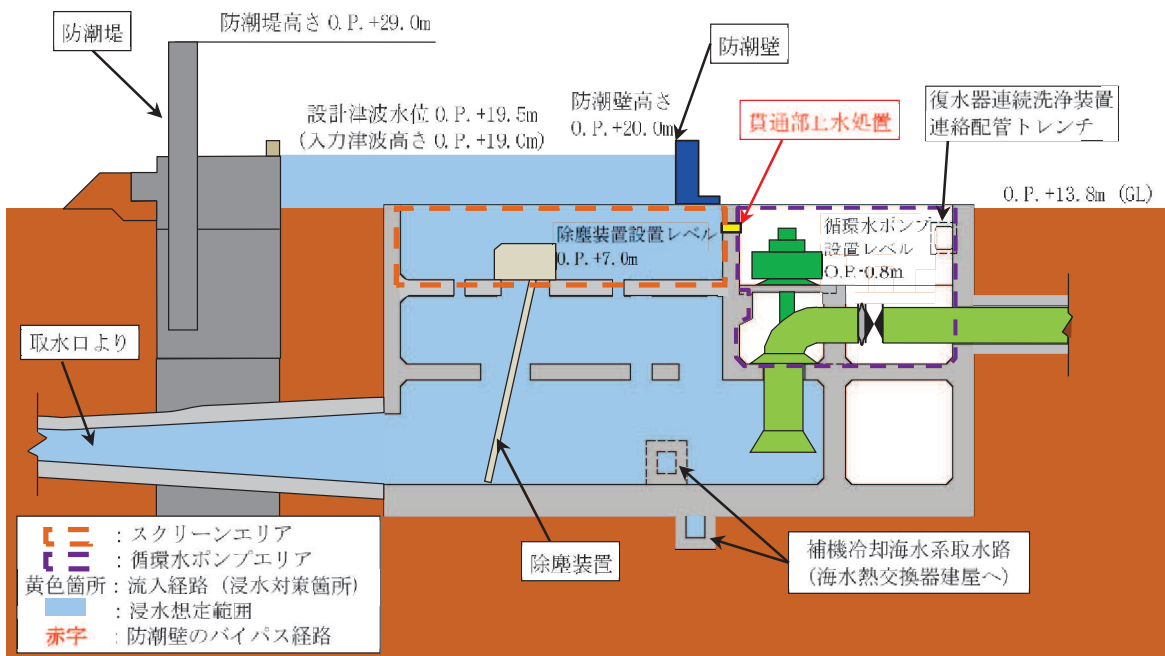 防潮堤
防潮堤高さ O.P.+29.0m
設計津波水位 O.P.+19.5m
(入力津波高さ O.P.+19.0m)
防潮壁高さ
O.P.+20.0m
防潮壁
貫通部止水処置
復水器連続洗浄装置
連絡配管トレンチ
O.P.+13.8m (GL)
除塵装置設置レベル
O.P.+7.0m
循環水ポンプ
設置レベル
O.P.-0.8m
取水口より
除塵装置
補機冷却海水系取水路
(海水熱交換器建屋へ)
:スクリーンエリア
:循環水ポンプエリア
黄色箇所:流入経路(浸水対策箇所)
:浸水想定範囲
赤字:防潮壁のバイパス経路